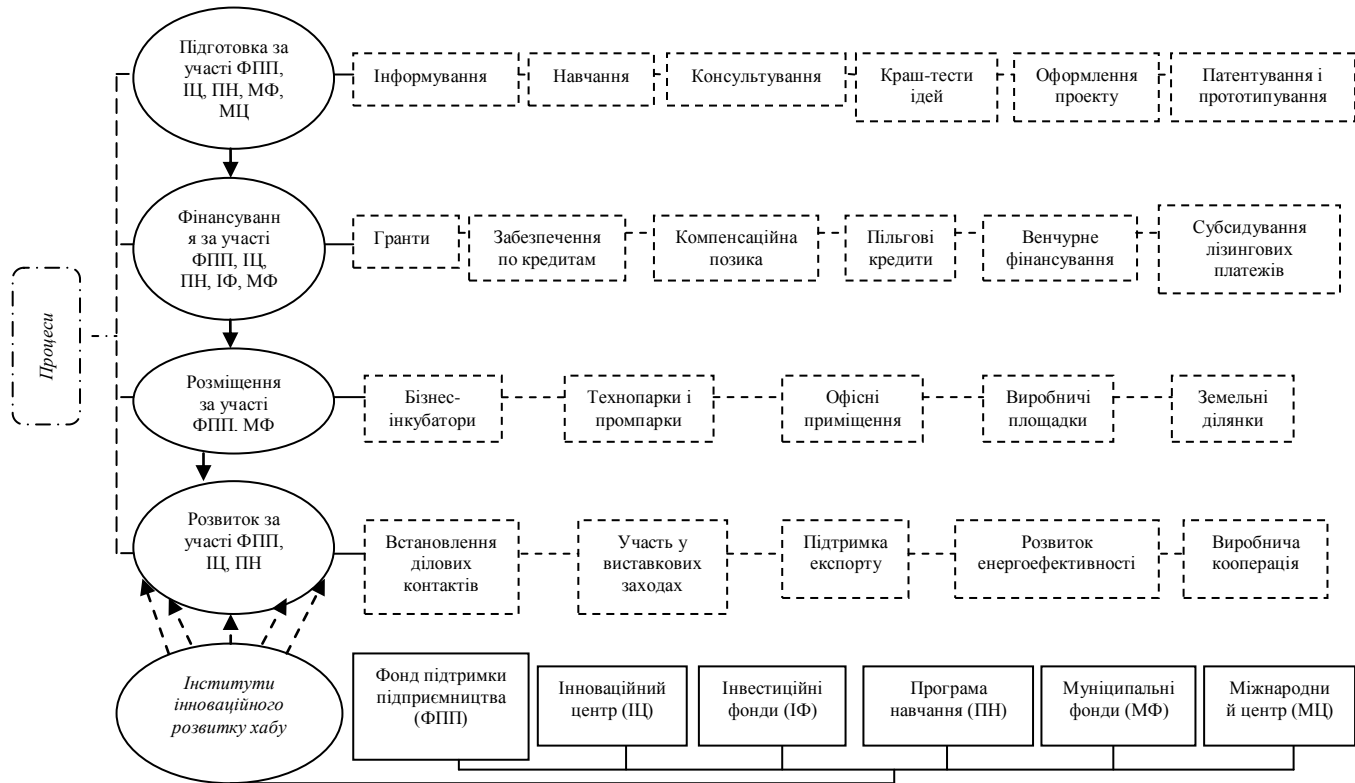 Підготовка за
участі ФПП,
ІЦ, ПН, МФ,
МЦ
Інформування
Навчання
Консультування
Краш-тести
ідей
Оформлення
проекту
Патентування і
прототипування
Фінансуванн
я за участі
ФПП, ІЦ,
ПН, ІФ, МФ
Гранти
Забезпечення
по кредитам
Компенсаційна
позика
Пільгові
кредити
Венчурне
фінансування
Субсидування
лізингових
платежів
Процеси
Розміщення
за участі
ФПП. МФ
Бізнес-
інкубатори
Технопарки і
промпарки
Офісні
приміщення
Виробничі
площадки
Земельні
ділянки
Розвиток за
участі ФПП,
ІЦ, ПН
Встановлення
ділових
контактів
Участь у
виставкових
заходах
Підтримка
експорту
Розвиток
енергоефективності
Виробнича
кооперація
Інститути
інноваційного
розвитку хабу
Фонд підтримки
підприємництва
(ФПП)
Інноваційний
центр (ІЦ)
Інвестиційні
фонди (ІФ)
Програма
навчання (ПН)
Муніципальні
фонди (МФ)
Міжнародни
й центр (МЦ)